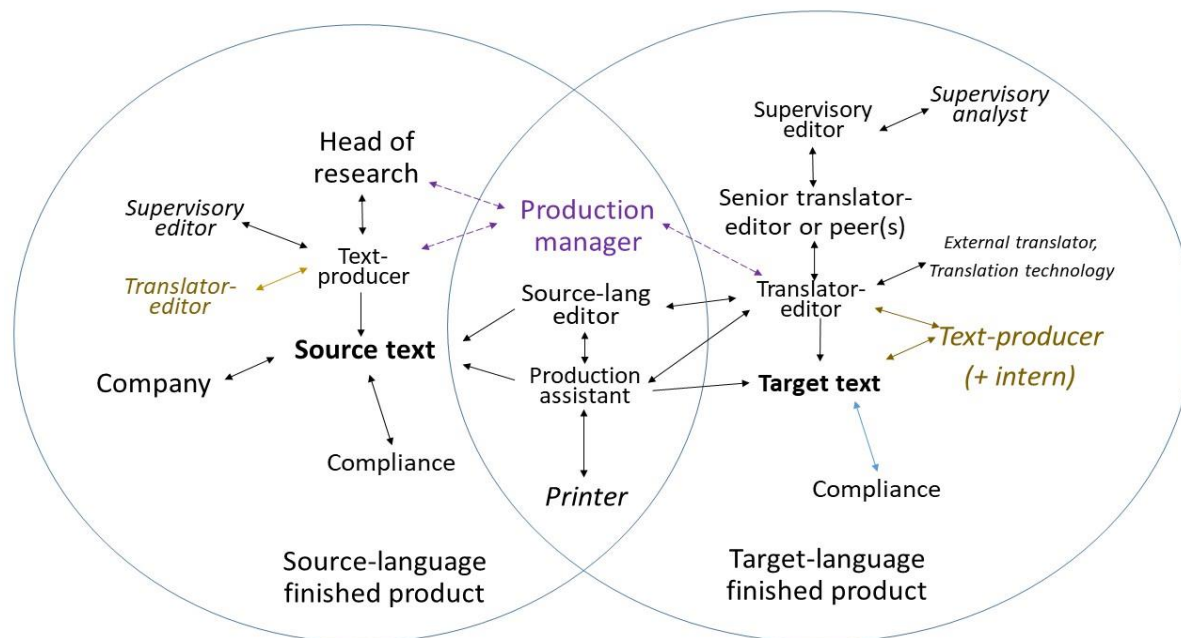 Head of
research
Supervisory
editor
Text-
producer
Translator-
editor
Source text
Company
Compliance
Source-language
finished product
Production
manager
Source-lang
editor
Production
assistant
Printer
Supervisory
editor
Supervisory
analyst
Senior translator-
editor or peer(s)
External translator,
Translation technology
Translator-
editor
Text-producer
(+ intern)
Target text
Compliance
Target-language
finished product